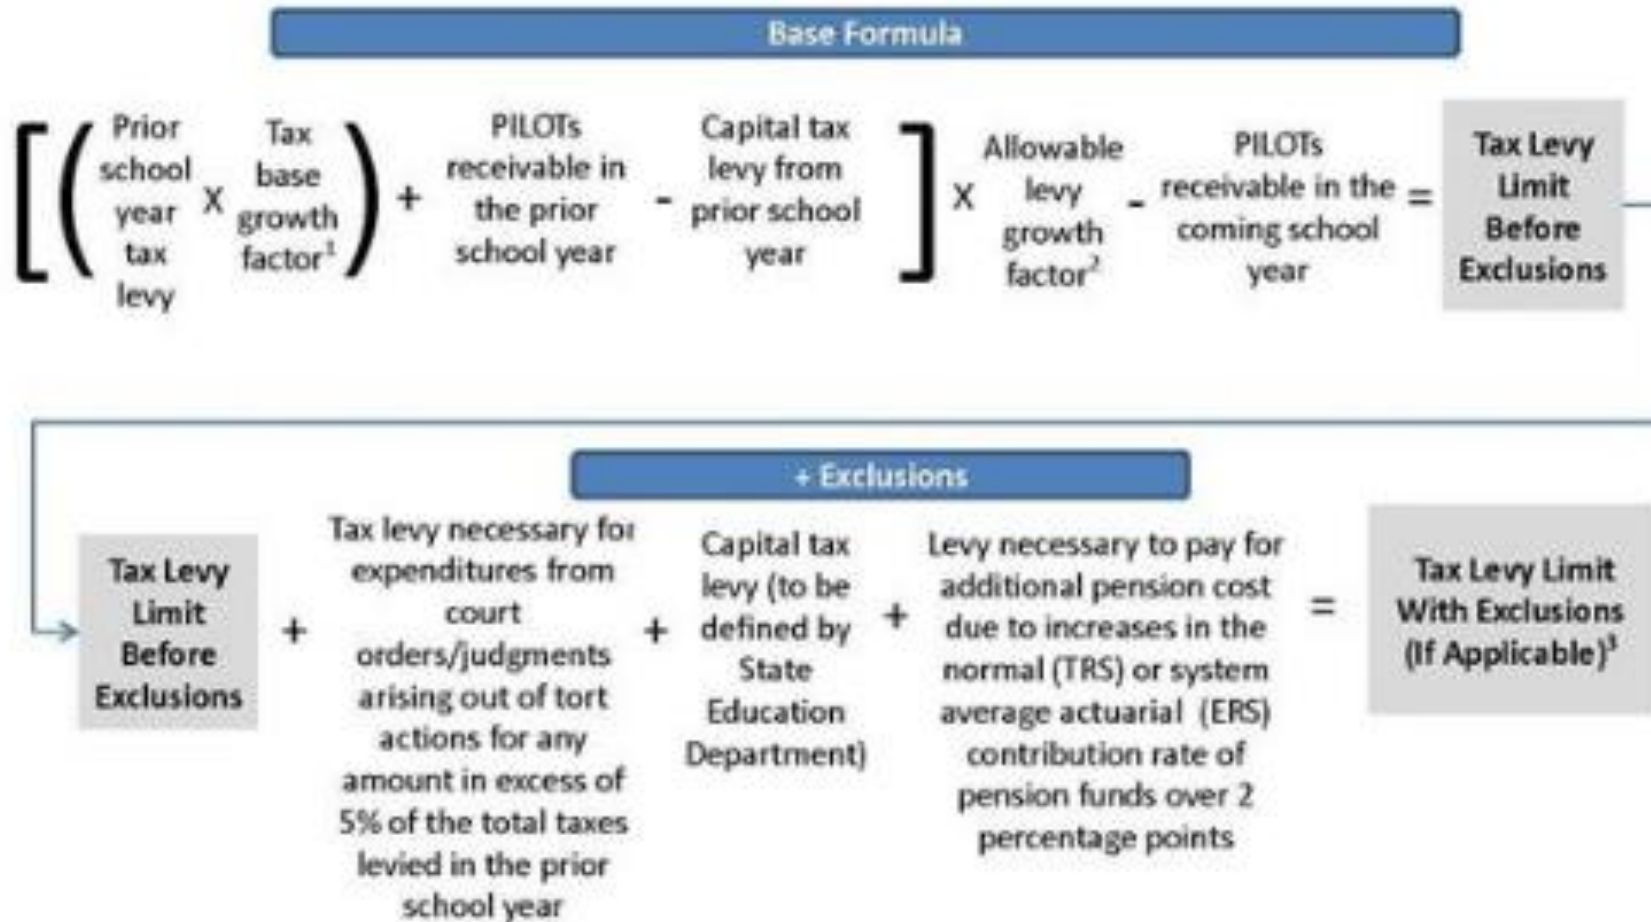 Base Formula
[ ( Prior school year tax levy x Tax base growth factor¹ ) + PILOTs receivable in the prior school year - Capital tax levy from prior school year ] x Allowable levy growth factor² - PILOTs receivable in the coming school year = Tax Levy Limit Before Exclusions
+ Exclusions
Tax Levy
Limit
Before
Exclusions
+
Tax levy necessary for
expenditures from
court
orders/judgments
arising out of tort
actions for any
amount in excess of
5% of the total taxes
levied in the prior
school year
+
Capital tax
levy (to be
defined by
State
Education
Department)
+
Levy necessary to pay for
additional pension cost
due to increases in the
normal (TRS) or system
average actuarial (ERS)
contribution rate of
pension funds over 2
percentage points
=
Tax Levy Limit
With Exclusions
(If Applicable)³